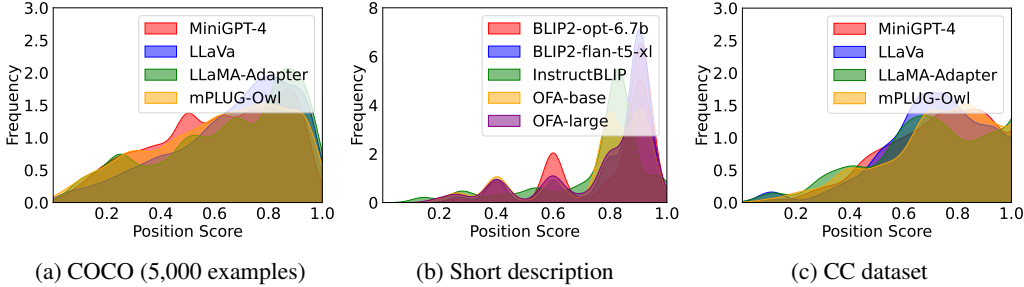 3.0
2.5
2.0
1.5
1.0
0.5
0.0
Frequency
0.2 0.4 0.6 0.8 1.0
Position Score
MiniGPT-4
LLaVa
LLaMA-Adapter
mPLUG-Owl
(a) COCO (5,000 examples)
8
6
4
2
0
Frequency
0.2 0.4 0.6 0.8 1.0
Position Score
BLIP2-opt-6.7b
BLIP2-flan-t5-xl
InstructBLIP
OFA-base
OFA-large
(b) Short description
3.0
2.5
2.0
1.5
1.0
0.5
0.0
Frequency
0.2 0.4 0.6 0.8 1.0
Position Score
MiniGPT-4
LLaVa
LLaMA-Adapter
mPLUG-Owl
(c) CC dataset